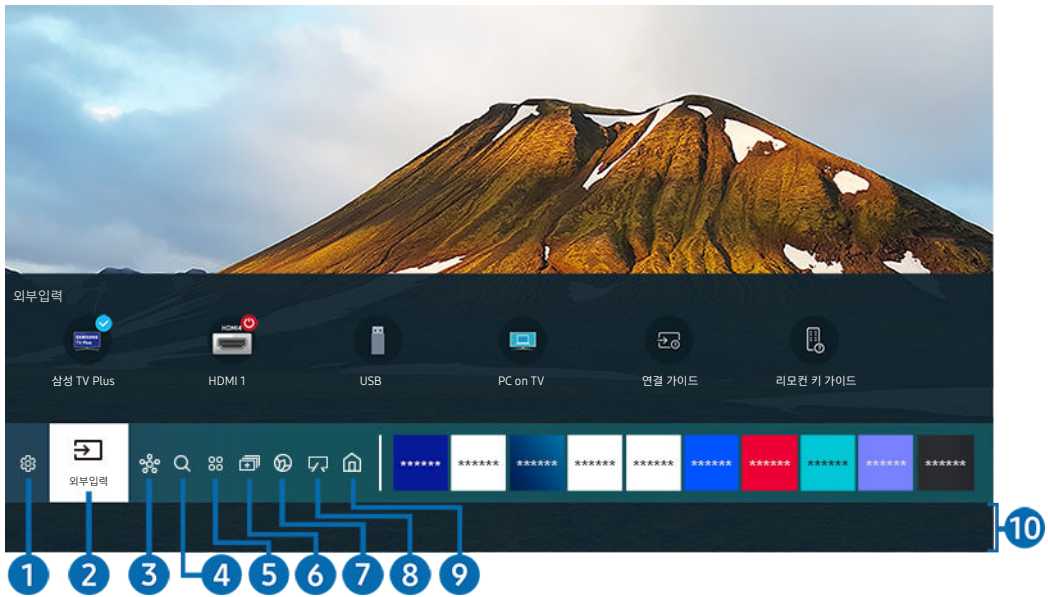 외부입력
SAMSUNG
TV Plus
HDMI
삼성 TV Plus
HDMI 1
USB
PC on TV
연결 가이드
리모컨 키 가이드
외부입력
****** ****** ****** ****** ****** ****** ****** ****** ****** ******
10
1 2 3 4 5 6 7 8 9